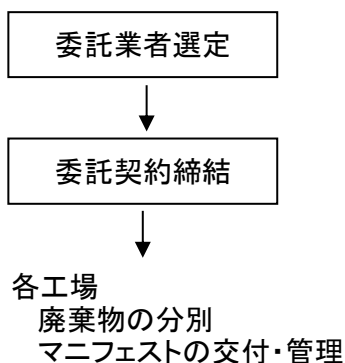 委託業者選定
委託契約締結
各工場
廃棄物の分別
マニフェストの交付・管理